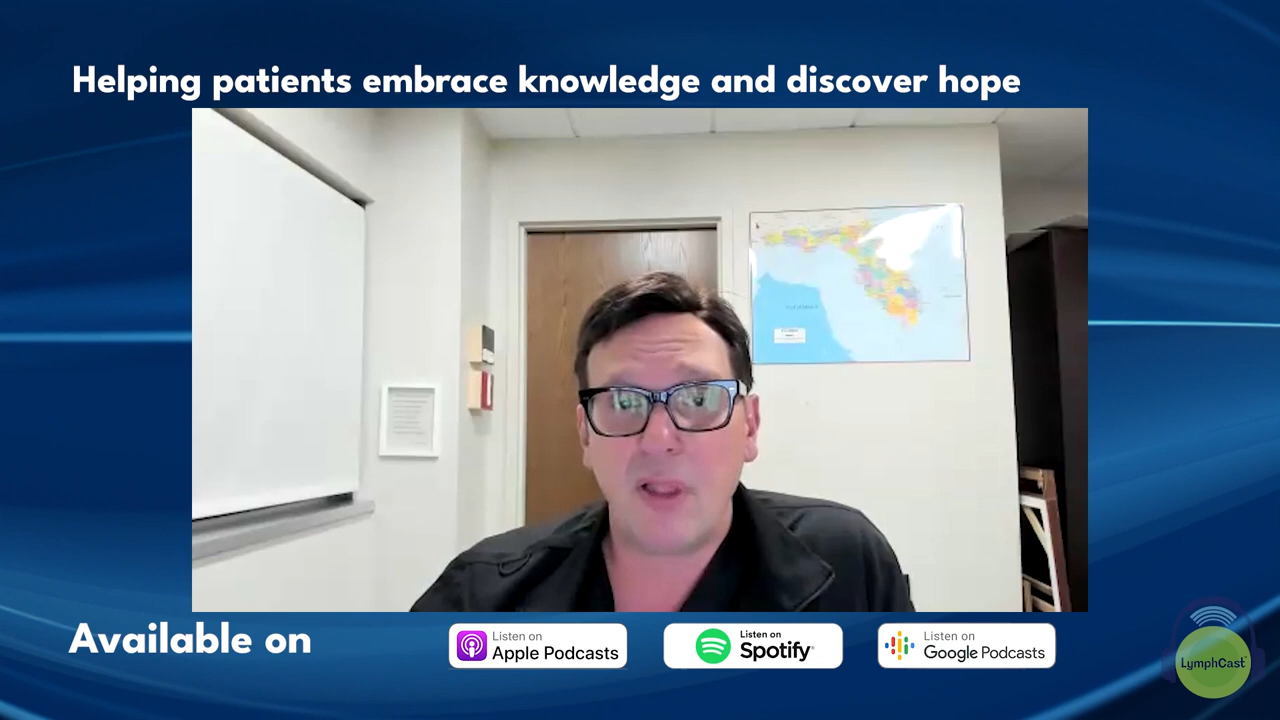 Helping patients embrace knowledge and discover hope
Available on
Listen on
Apple Podcasts
Listen on
Spotify
Listen on
Google Podcasts
LymphCast